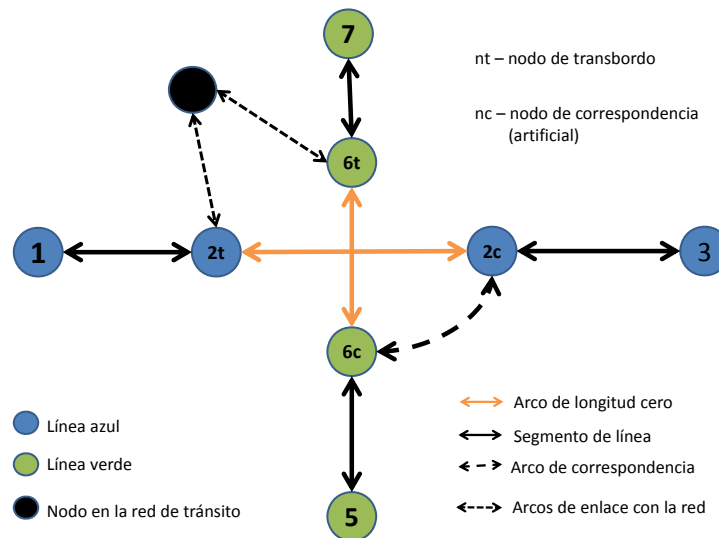 7
nt – nodo de transbordo
nc – nodo de correspondencia
(artificial)
6t
1
2t
2c
3
6c
5
Línea azul
Línea verde
Nodo en la red de tránsito
Arco de longitud cero
Segmento de línea
Arco de correspondencia
Arcos de enlace con la red